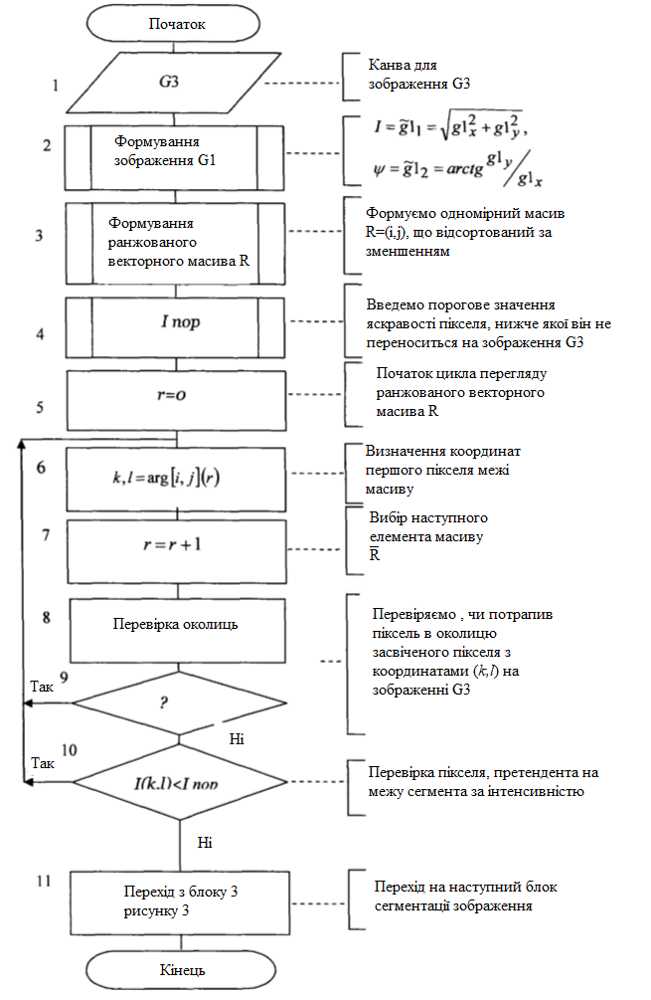 Початок
1
G3
Канва для
зображення G3
2
Формування
зображення G1
I = g̃1₁ = √(g1ₓ² + g1ᵧ²),
ψ = g̃1₂ = arctg g1ᵧ/g1ₓ
3
Формування
ранжованого
векторного масива R
Формуємо одномірний масив
R=(i,j), що відсортований за
зменшенням
4
I пор
Введемо порогове значення
яскравості пікселя, нижче якої він не
переноситься на зображення G3
5
r=0
Початок цикла перегляду
ранжованого векторного
масива R
6
k,l=arg[i,j](r)
Визначення координат
першого пікселя межі
масиву
7
r=r+1
Вибір наступного
елемента масиву
R̅
8
Перевірка околиць
Перевіряємо , чи потрапив
піксель в околицю
засвіченого пікселя з
координатами (k,l) на
зображенні G3
Так
9
?
Ні
10
Так
I(k.l)<I пор
Перевірка пікселя, претендента на
межу сегмента за інтенсивністю
Ні
11
Перехід з блоку 3
рисунку 3
Перехід на наступний блок
сегментації зображення
Кінець